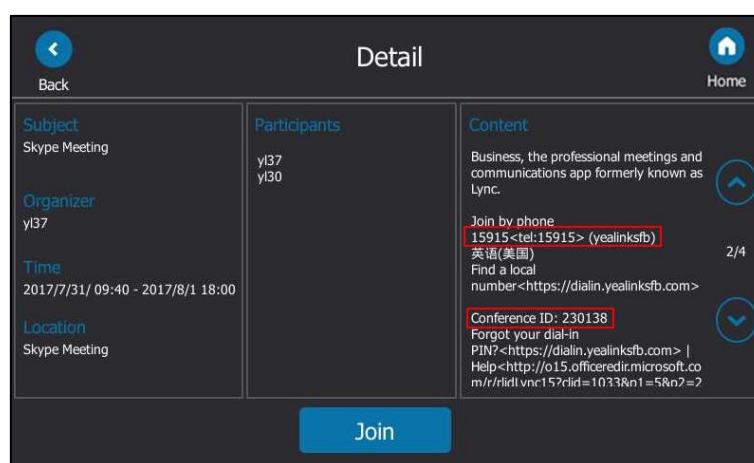 Back
Detail
Home
Subject
Skype Meeting
Organizer
yl37
Time
2017/7/31/ 09:40 - 2017/8/1 18:00
Location
Skype Meeting
Participants
yl37
yl30
Content
Business, the professional meetings and
communications app formerly known as
Lync.
Join by phone
15915<tel:15915> (yealinksfb)
英语(美国)
Find a local
number<https://dialin.yealinksfb.com>
Conference ID: 230138
Forgot your dial-in
PIN?<https://dialin.yealinksfb.com> |
Help<http://o15.officeredir.microsoft.co
m/r/rlidLync15?clid=1033&p1=5&p2=2
2/4
Join